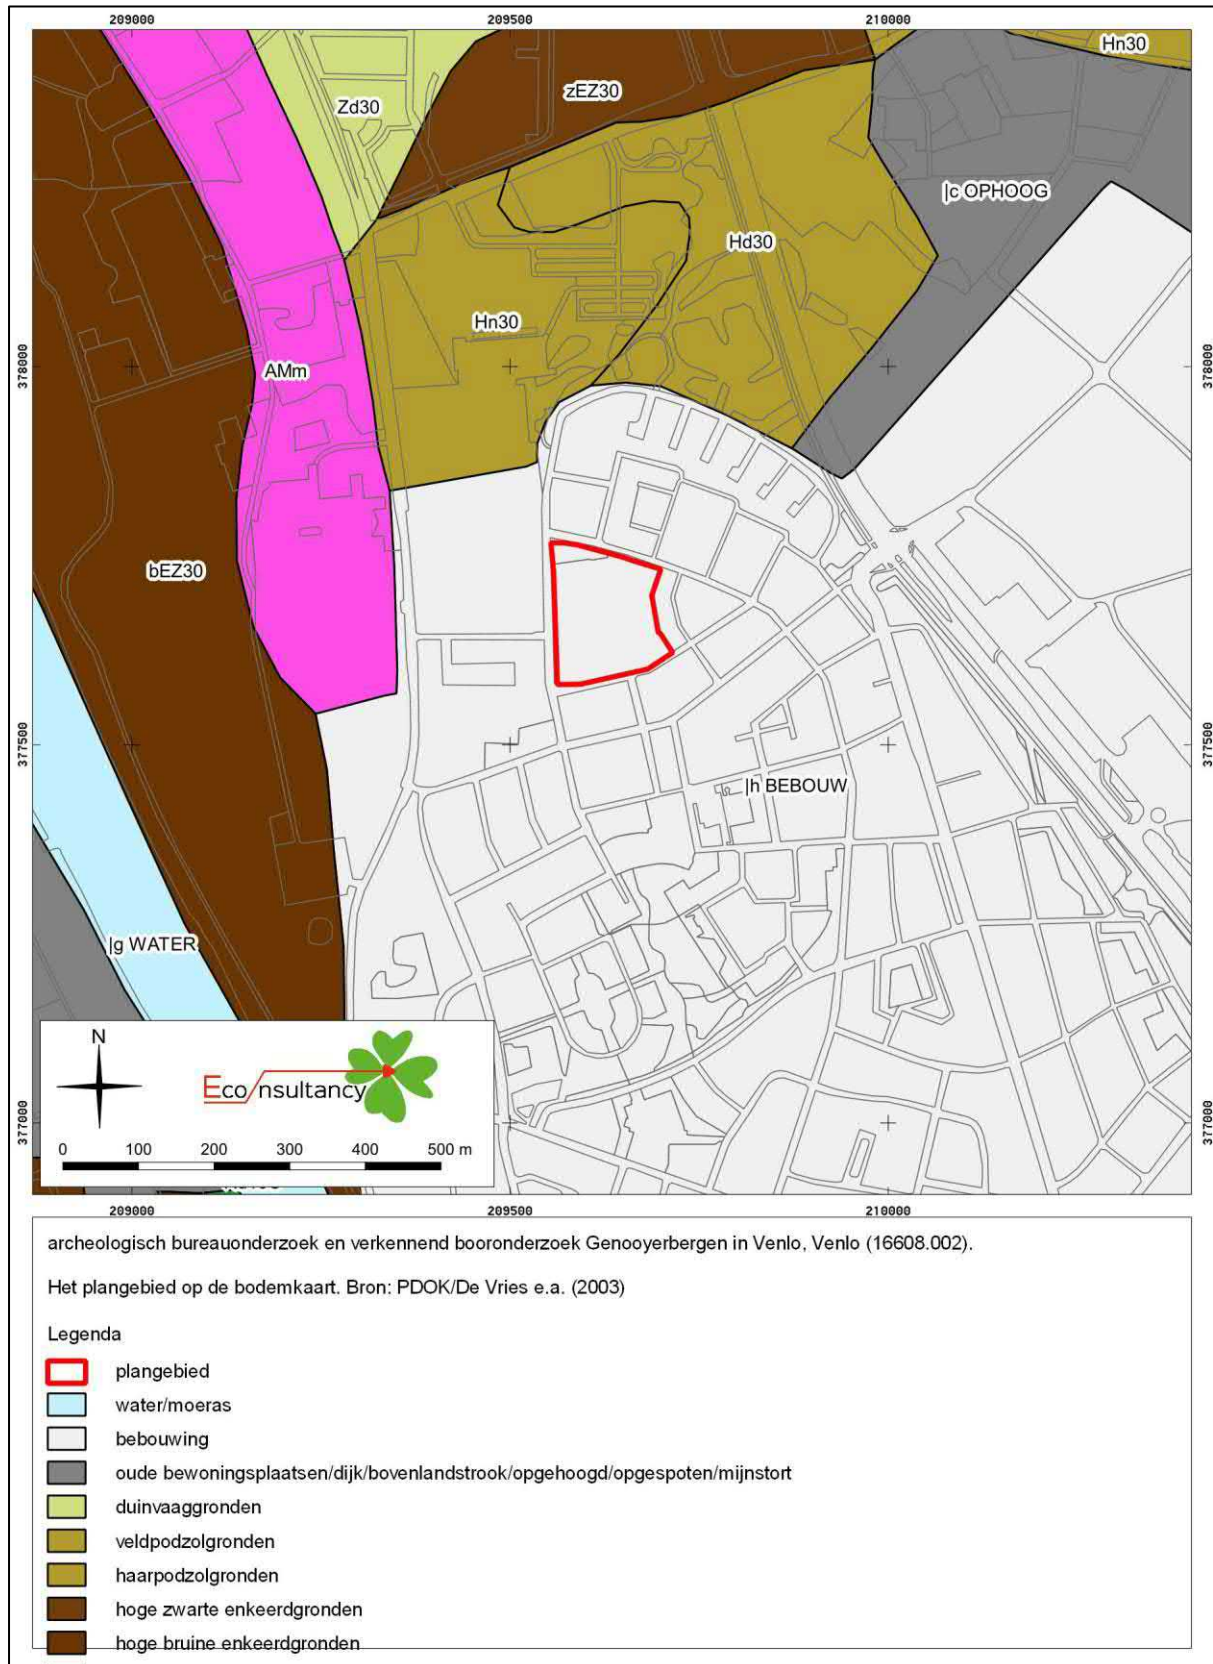 209000 209500 210000
Hn30
zEZ30
Zd30
|c OPHOOG
Hd30
Hn30
378000 378000
AMm
bEZ30
377500 377500
|h BEBOUW
|g WATER
N
Econsultancy
377000 377000
0 100 200 300 400 500 m
209000 209500 210000
archeologisch bureauonderzoek en verkennend booronderzoek Genooyerbergen in Venlo, Venlo (16608.002).
Het plangebied op de bodemkaart. Bron: PDOK/De Vries e.a. (2003)
Legenda
plangebied
water/moeras
bebouwing
oude bewoningsplaatsen/dijk/bovenlandstrook/opgehoogd/opgespoten/mijnstort
duinvaaggronden
veldpodzolgronden
haarpodzolgronden
hoge zwarte enkeerdgronden
hoge bruine enkeerdgronden